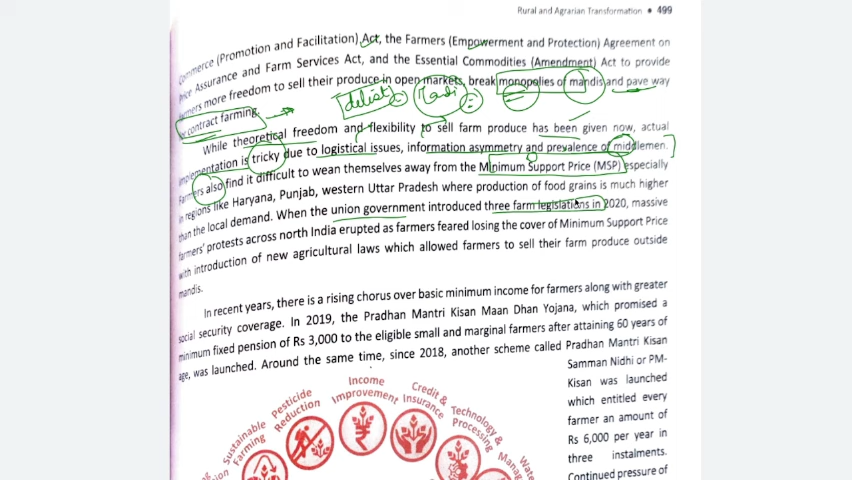 Rural and Agrarian Transformation • 499
Commerce (Promotion and Facilitation) Act, the Farmers (Empowerment and Protection) Agreement on
Price Assurance and Farm Services Act, and the Essential Commodities (Amendment) Act to provide
farmers more freedom to sell their produce in open markets, break monopolies of mandis and pave way
for contract farming.
While theoretical freedom and flexibility to sell farm produce has been given now, actual
implementation is tricky due to logistical issues, information asymmetry and prevalence of middlemen.
Farmers also find it difficult to wean themselves away from the Minimum Support Price (MSP) especially
in regions like Haryana, Punjab, western Uttar Pradesh where production of food grains is much higher
than the local demand. When the union government introduced three farm legislations in 2020, massive
farmers' protests across north India erupted as farmers feared losing the cover of Minimum Support Price
with introduction of new agricultural laws which allowed farmers to sell their farm produce outside
mandis.
In recent years, there is a rising chorus over basic minimum income for farmers along with greater
social security coverage. In 2019, the Pradhan Mantri Kisan Maan Dhan Yojana, which promised a
minimum fixed pension of Rs 3,000 to the eligible small and marginal farmers after attaining 60 years of
age, was launched. Around the same time, since 2018, another scheme called Pradhan Mantri Kisan
Samman Nidhi or PM-
Kisan was launched
which entitled every
farmer an amount of
Rs 6,000 per year in
three instalments.
Continued pressure of
Sustainable
Farming
Pesticide
Reduction
Income
Improvement
Credit &
Insurance
Technology &
Processing